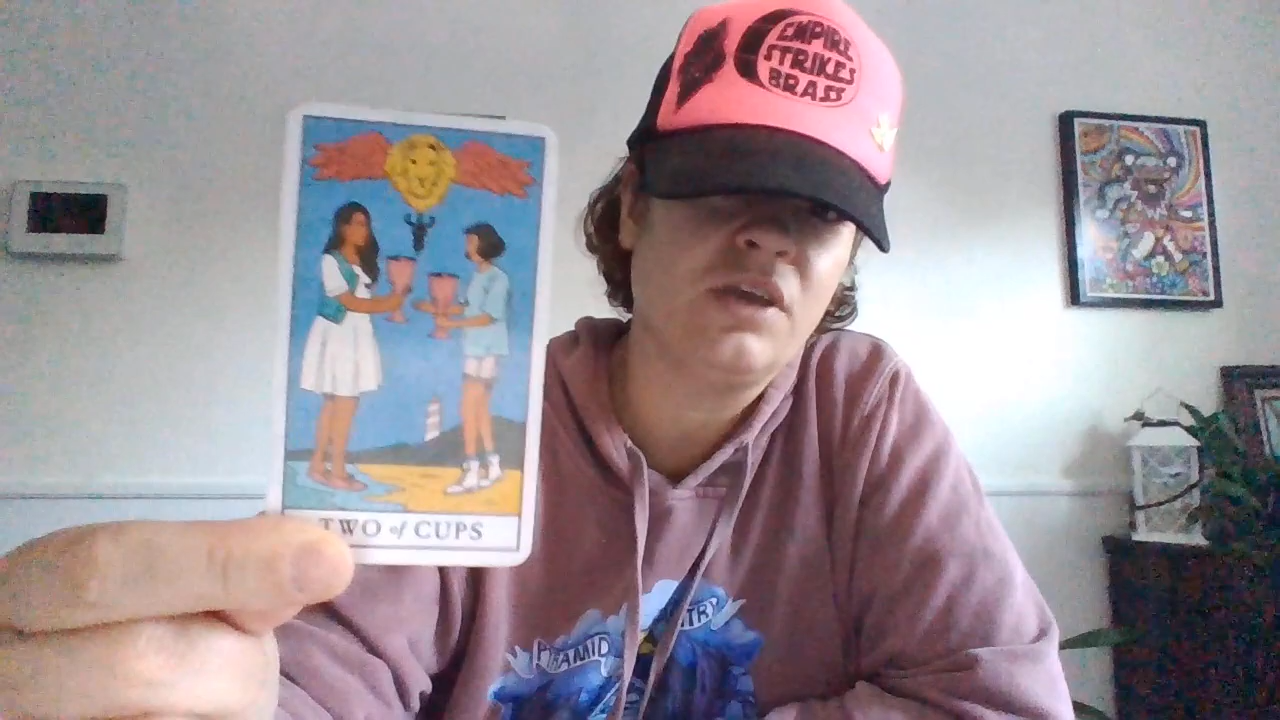 EMPIRE
STRIKES
BRASS
TWO of CUPS
PYRAMID